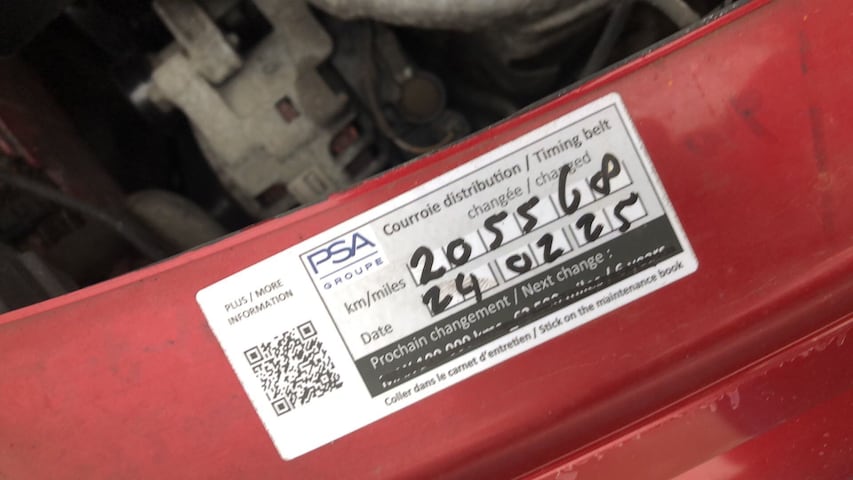 PLUS / MORE
INFORMATION
PSA
GROUPE
Courroie distribution / Timing belt
changée / changed
km/miles 205568
Date 24 02 25
Prochain changement / Next change :
Coller dans le carnet d'entretien / Stick on the maintenance book